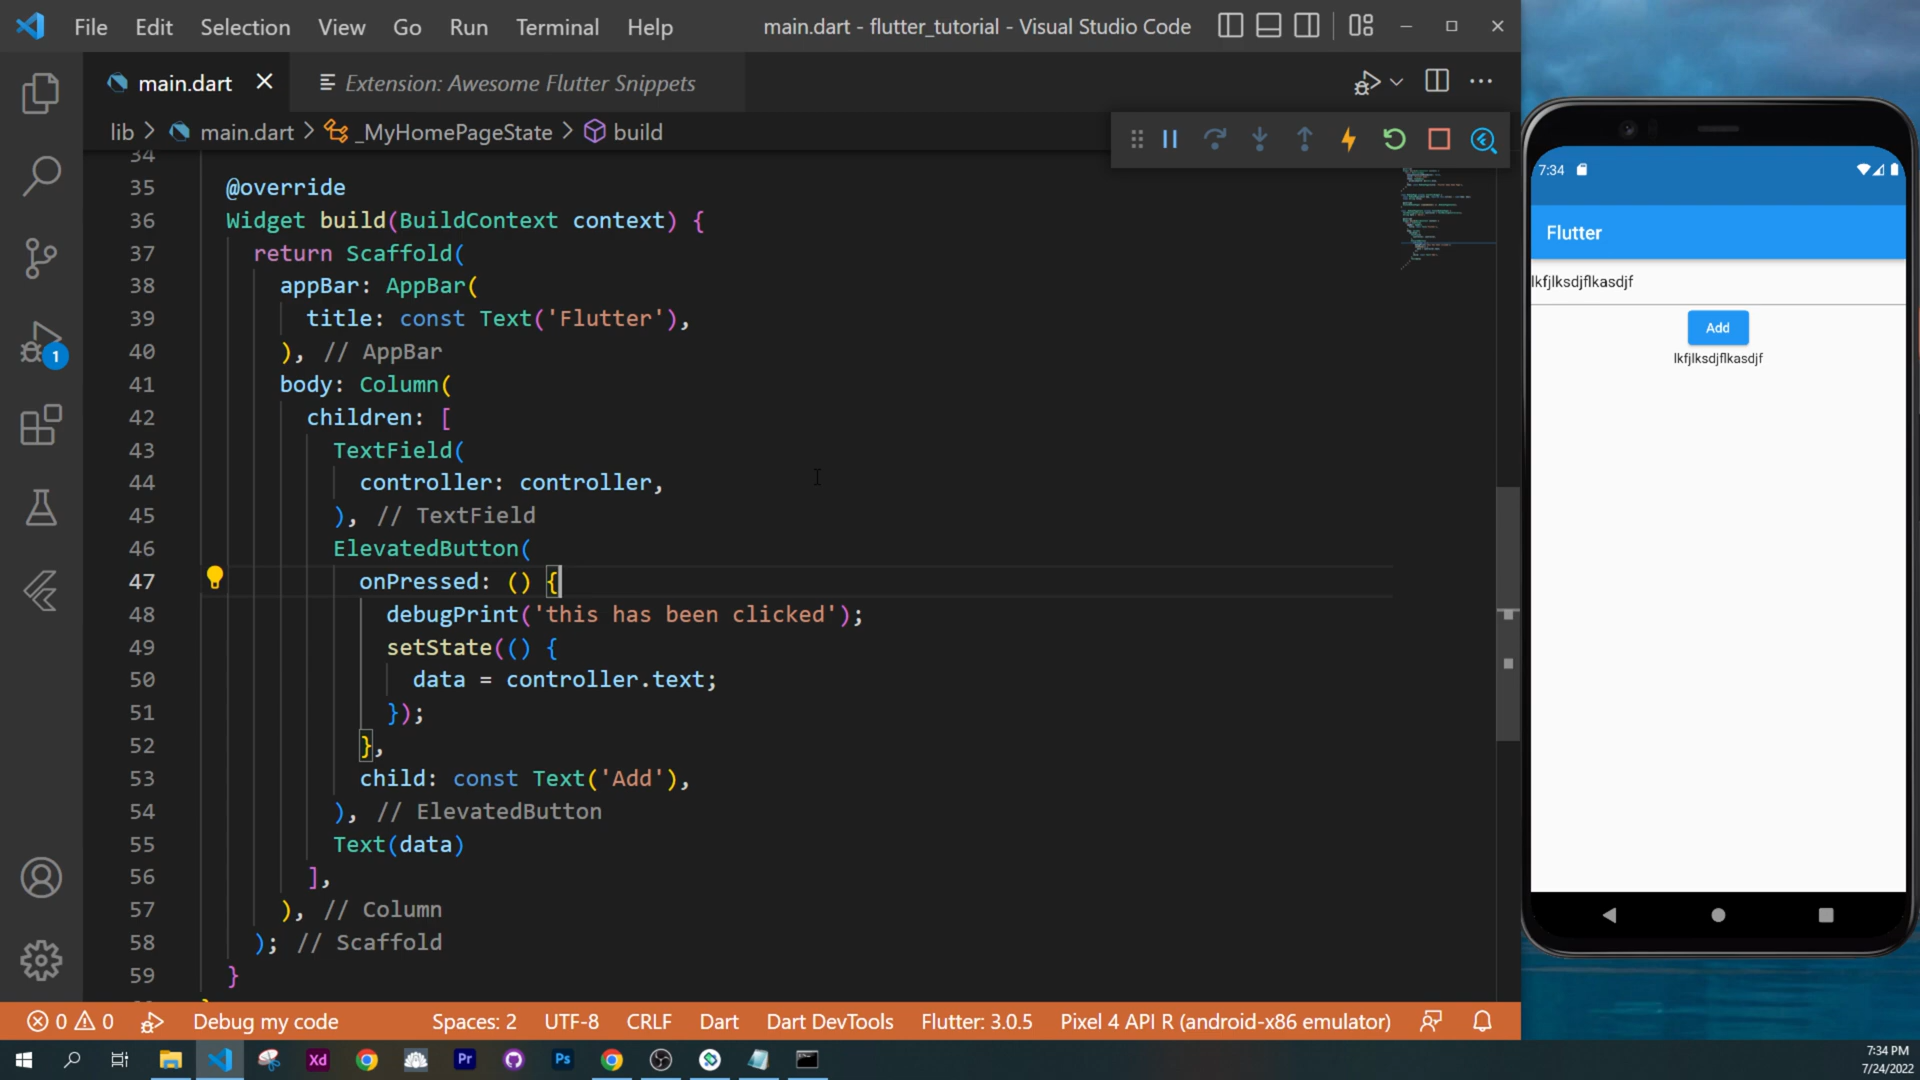 File Edit Selection View Go Run Terminal Help
main.dart - flutter_tutorial - Visual Studio Code
main.dart
Extension: Awesome Flutter Snippets
lib > main.dart > _MyHomePageState > build
34
35 @override
36 Widget build(BuildContext context) {
37 return Scaffold(
38 appBar: AppBar(
39 title: const Text('Flutter'),
40 ), // AppBar
41 body: Column(
42 children: [
43 TextField(
44 controller: controller,
45 ), // TextField
46 ElevatedButton(
47 onPressed: () {
48 debugPrint('this has been clicked');
49 setState(() {
50 data = controller.text;
51 });
52 },
53 child: const Text('Add'),
54 ), // ElevatedButton
55 Text(data)
56 ],
57 ), // Column
58 ); // Scaffold
59 }
1
0 0 Debug my code Spaces: 2 UTF-8 CRLF Dart Dart DevTools Flutter: 3.0.5 Pixel 4 API R (android-x86 emulator)
Xd Pr Ps
7:34 PM
7/24/2022
7:34
Flutter
lkfjlksdjflkasdjf
Add
lkfjlksdjflkasdjf